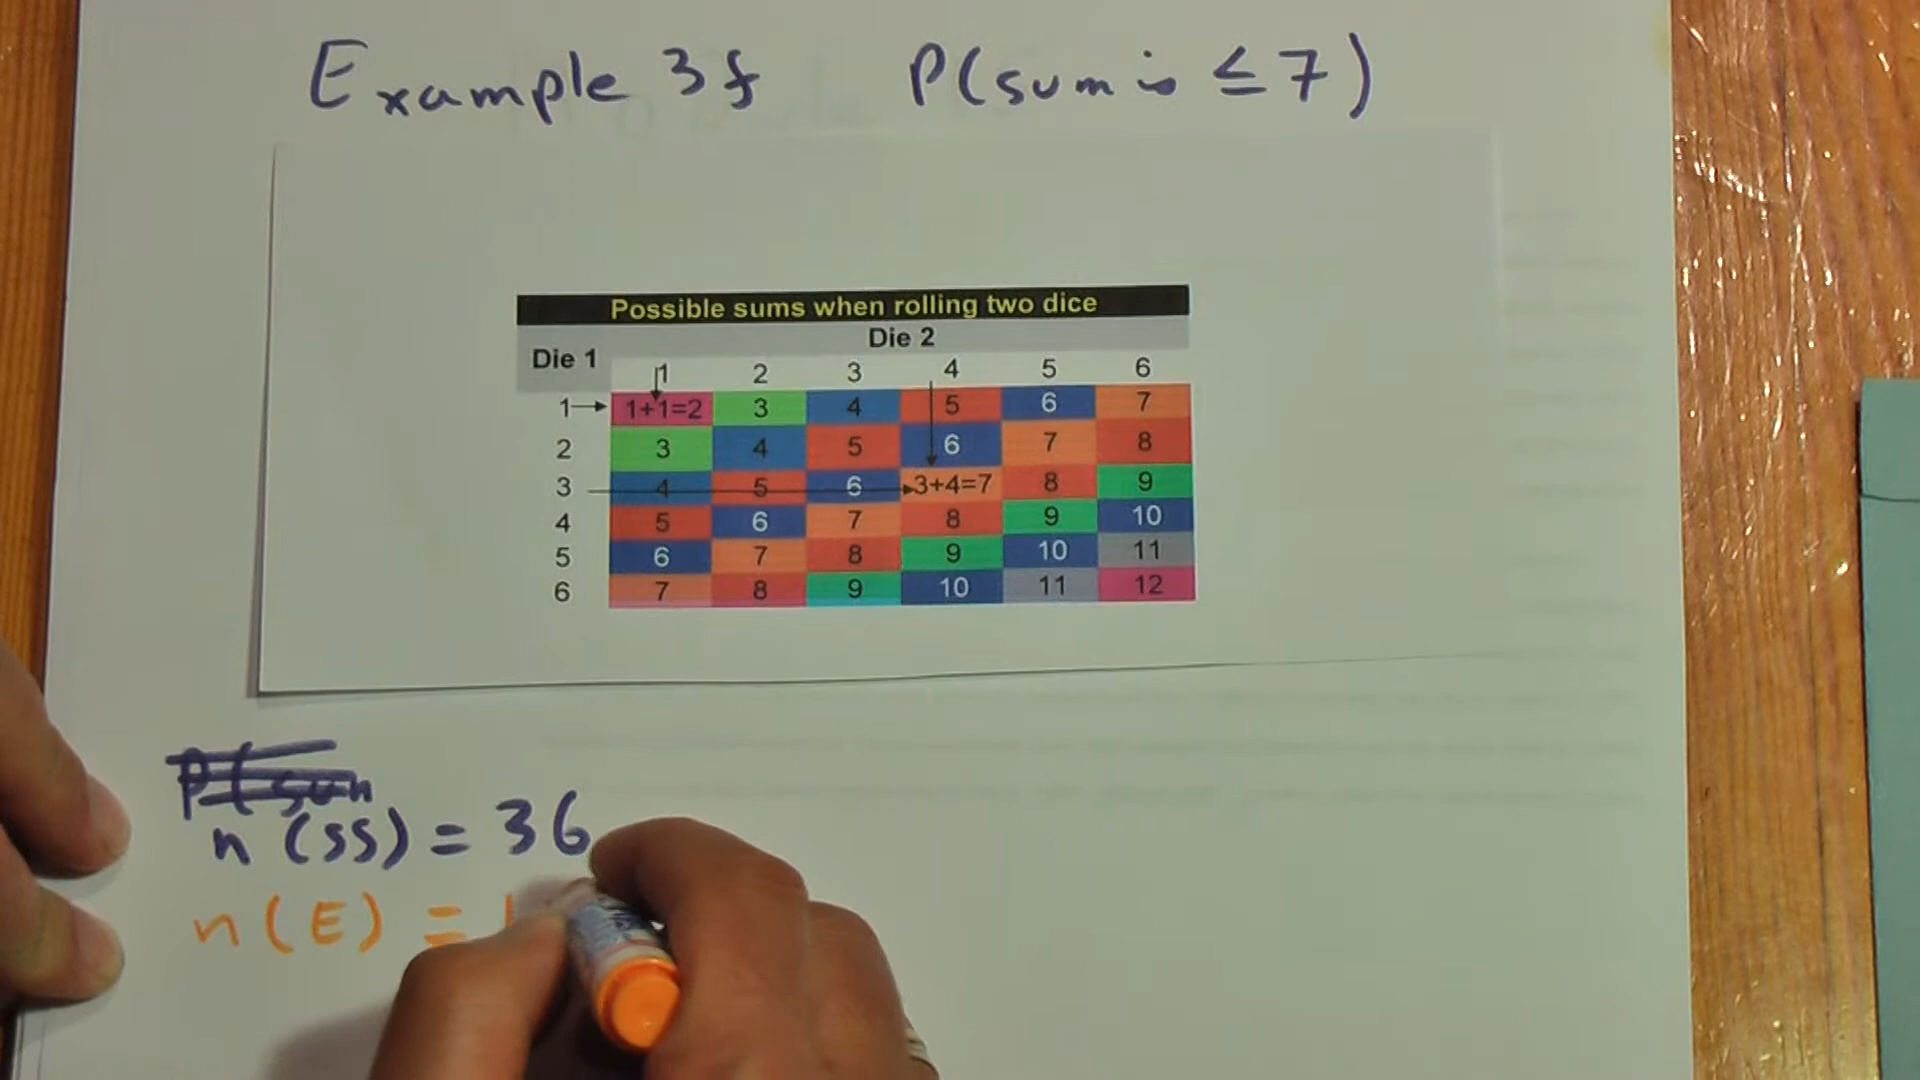 Example 3f P(sum is ≤ 7)
Possible sums when rolling two dice
Die 2
Die 1
1 2 3 4 5 6
1 1+1=2 3 4 5 6 7
2 3 4 5 6 7 8
3 4 5 6 3+4=7 8 9
4 5 6 7 8 9 10
5 6 7 8 9 10 11
6 7 8 9 10 11 12
P(sum
n (SS) = 36
n (E) =